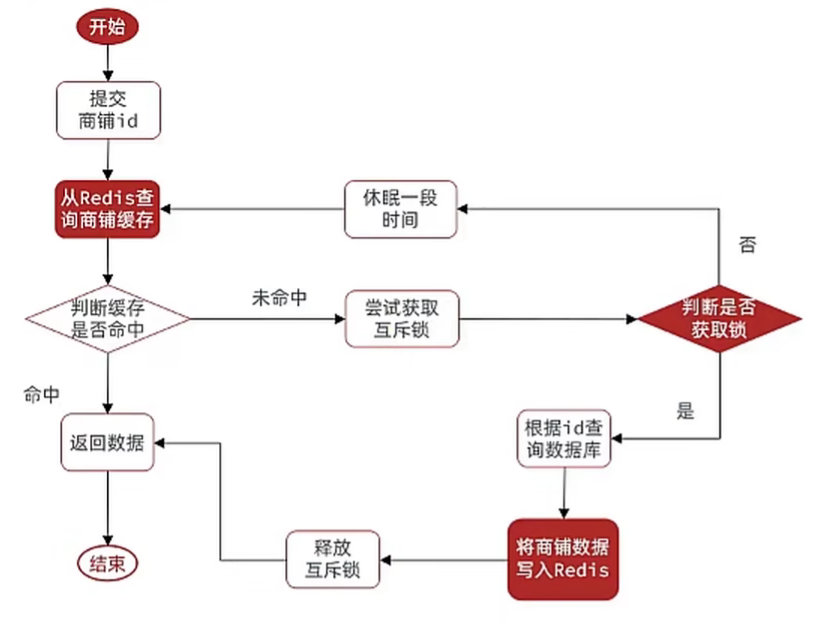 开始
提交
商铺id
从Redis查
询商铺缓存
休眠一段
时间
否
判断缓存
是否命中
未命中
尝试获取
互斥锁
判断是否
获取锁
命中
是
返回数据
根据id查
询数据库
释放
互斥锁
将商铺数据
写入Redis
结束